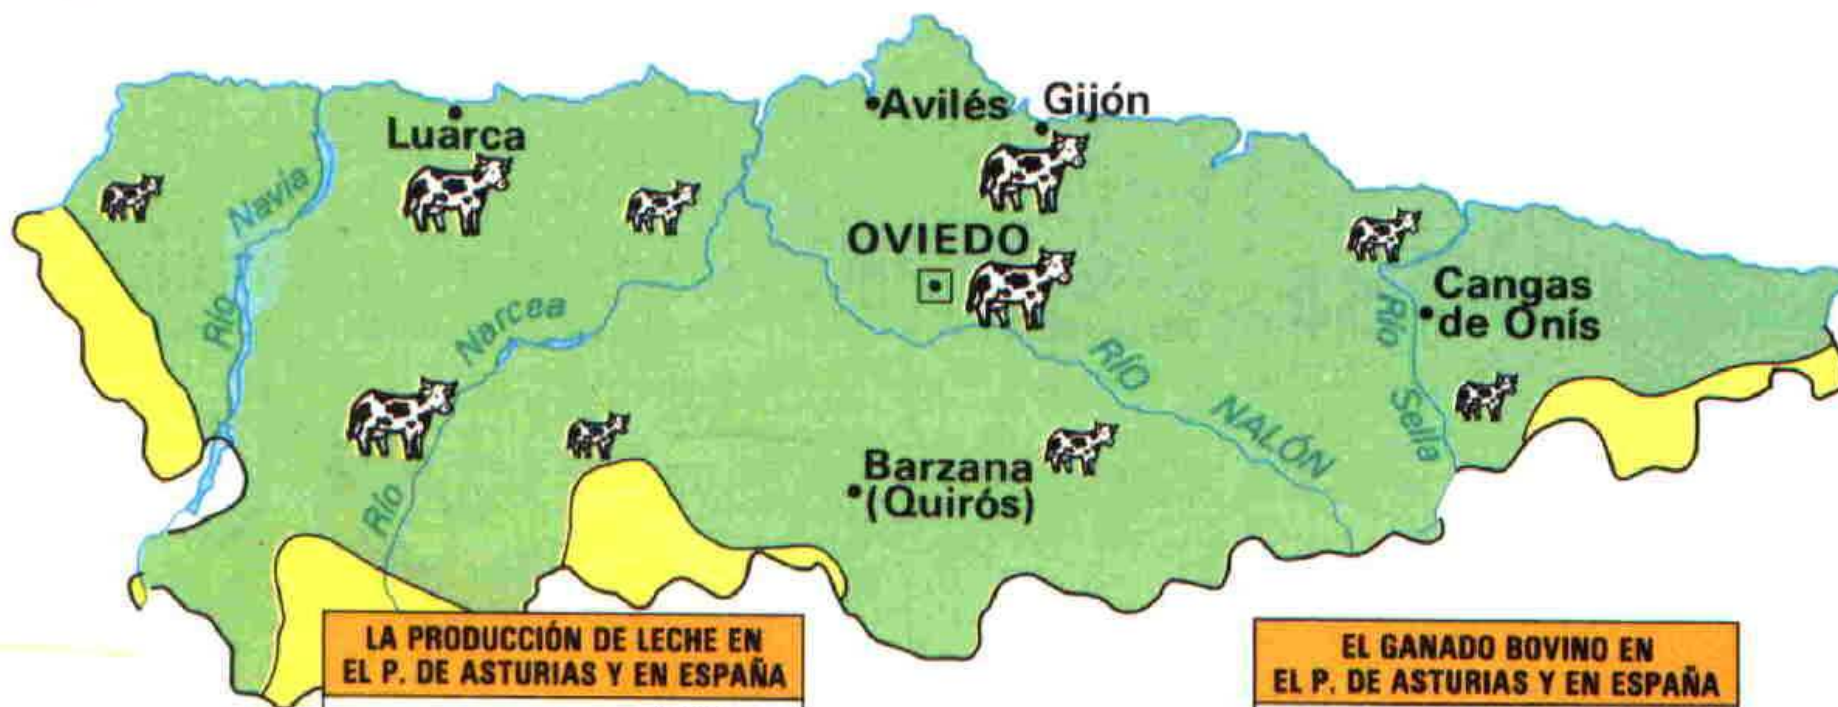 Avilés
Gijón
Luarca
Río Navia
OVIEDO
Cangas
de Onís
Río Narcea
RÍO NALÓN
Río Sella
Barzana
(Quirós)
LA PRODUCCIÓN DE LECHE EN
EL P. DE ASTURIAS Y EN ESPAÑA
EL GANADO BOVINO EN
EL P. DE ASTURIAS Y EN ESPAÑA